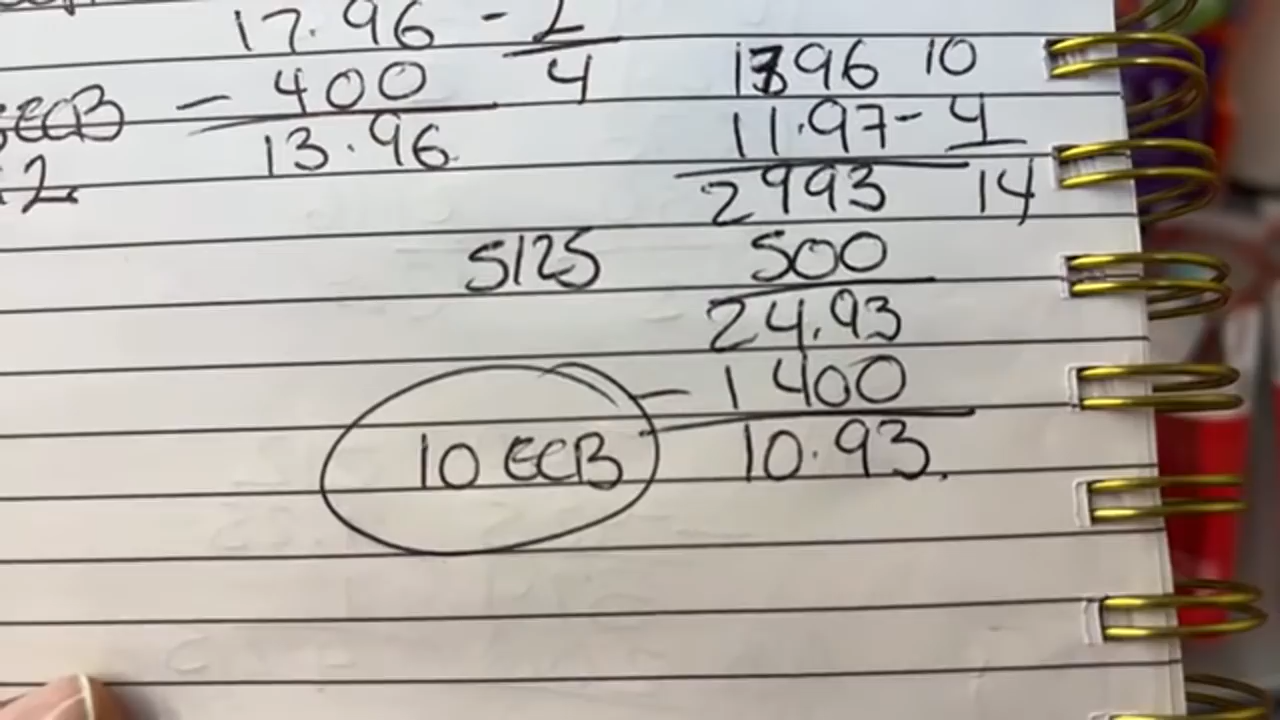 17.96 - 2
- 400 4
ECB 13.96
2
1796 10
11.97 - 4
2993 14
5125 500
24.93
- 1400
10 ECB 10.93.